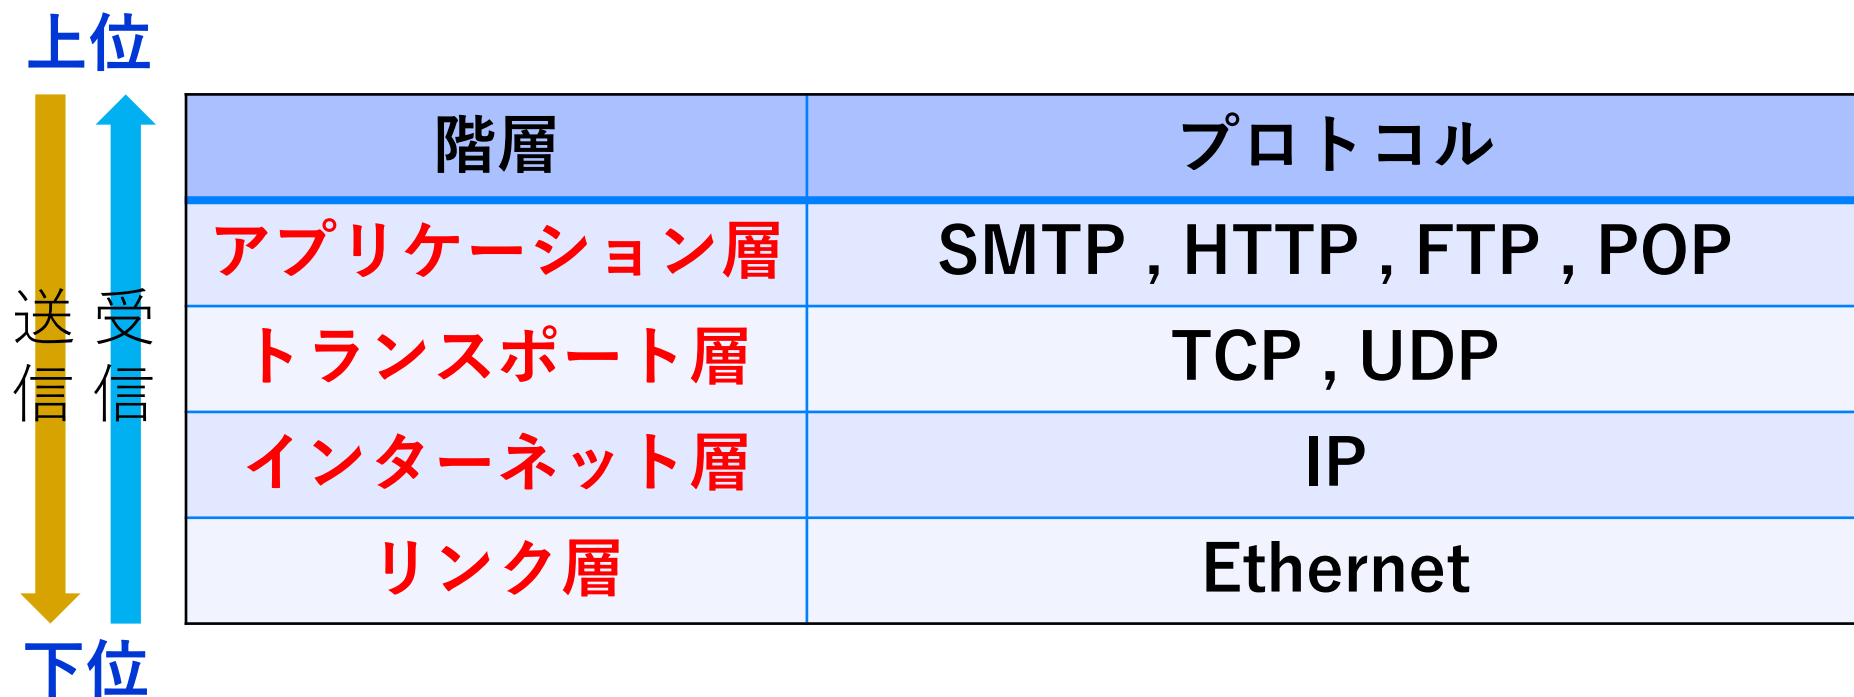 上位
送信
受信
階層 プロトコル
アプリケーション層 SMTP , HTTP , FTP , POP
トランスポート層 TCP , UDP
インターネット層 IP
リンク層 Ethernet
下位